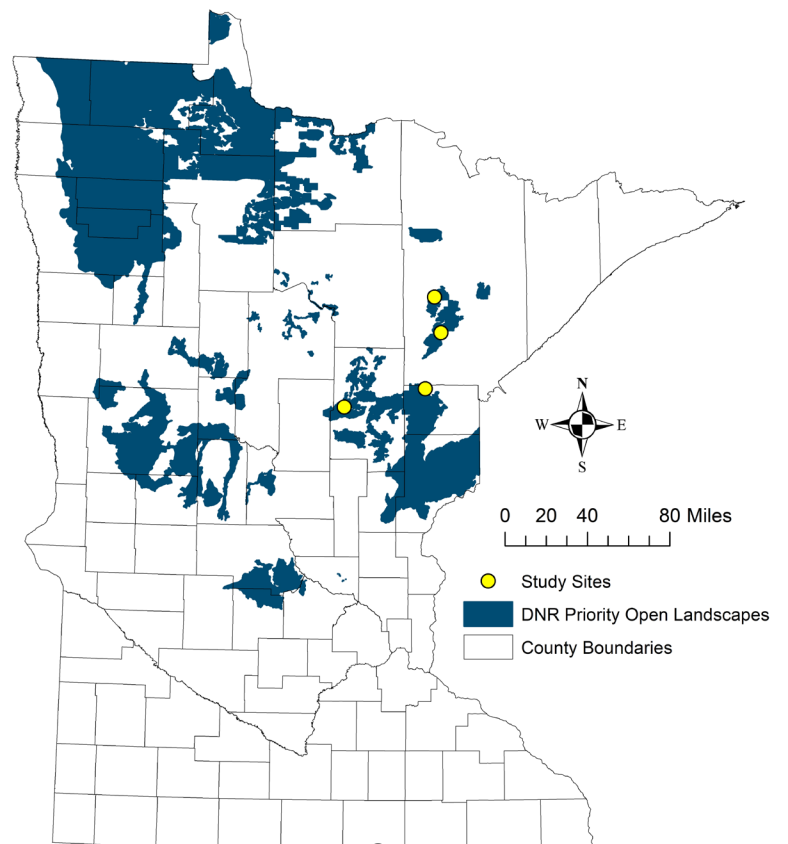 N
W E
S
0 20 40 80 Miles
Study Sites
DNR Priority Open Landscapes
County Boundaries